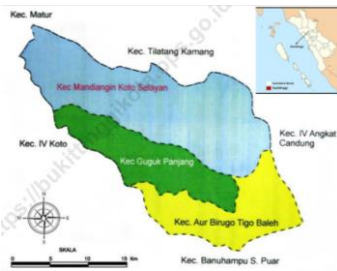 Kec. Matur
Kec. Tilatang Kamang
Kec Mandiangin Koto Selayan
Kec. IV Angkat
Candung
Kec. IV Koto
Kec Guguk Panjang
Kec. Aur Birugo Tigo Baleh
SKALA
0 5 10 15 Km
Kec. Banuhampu S. Puar